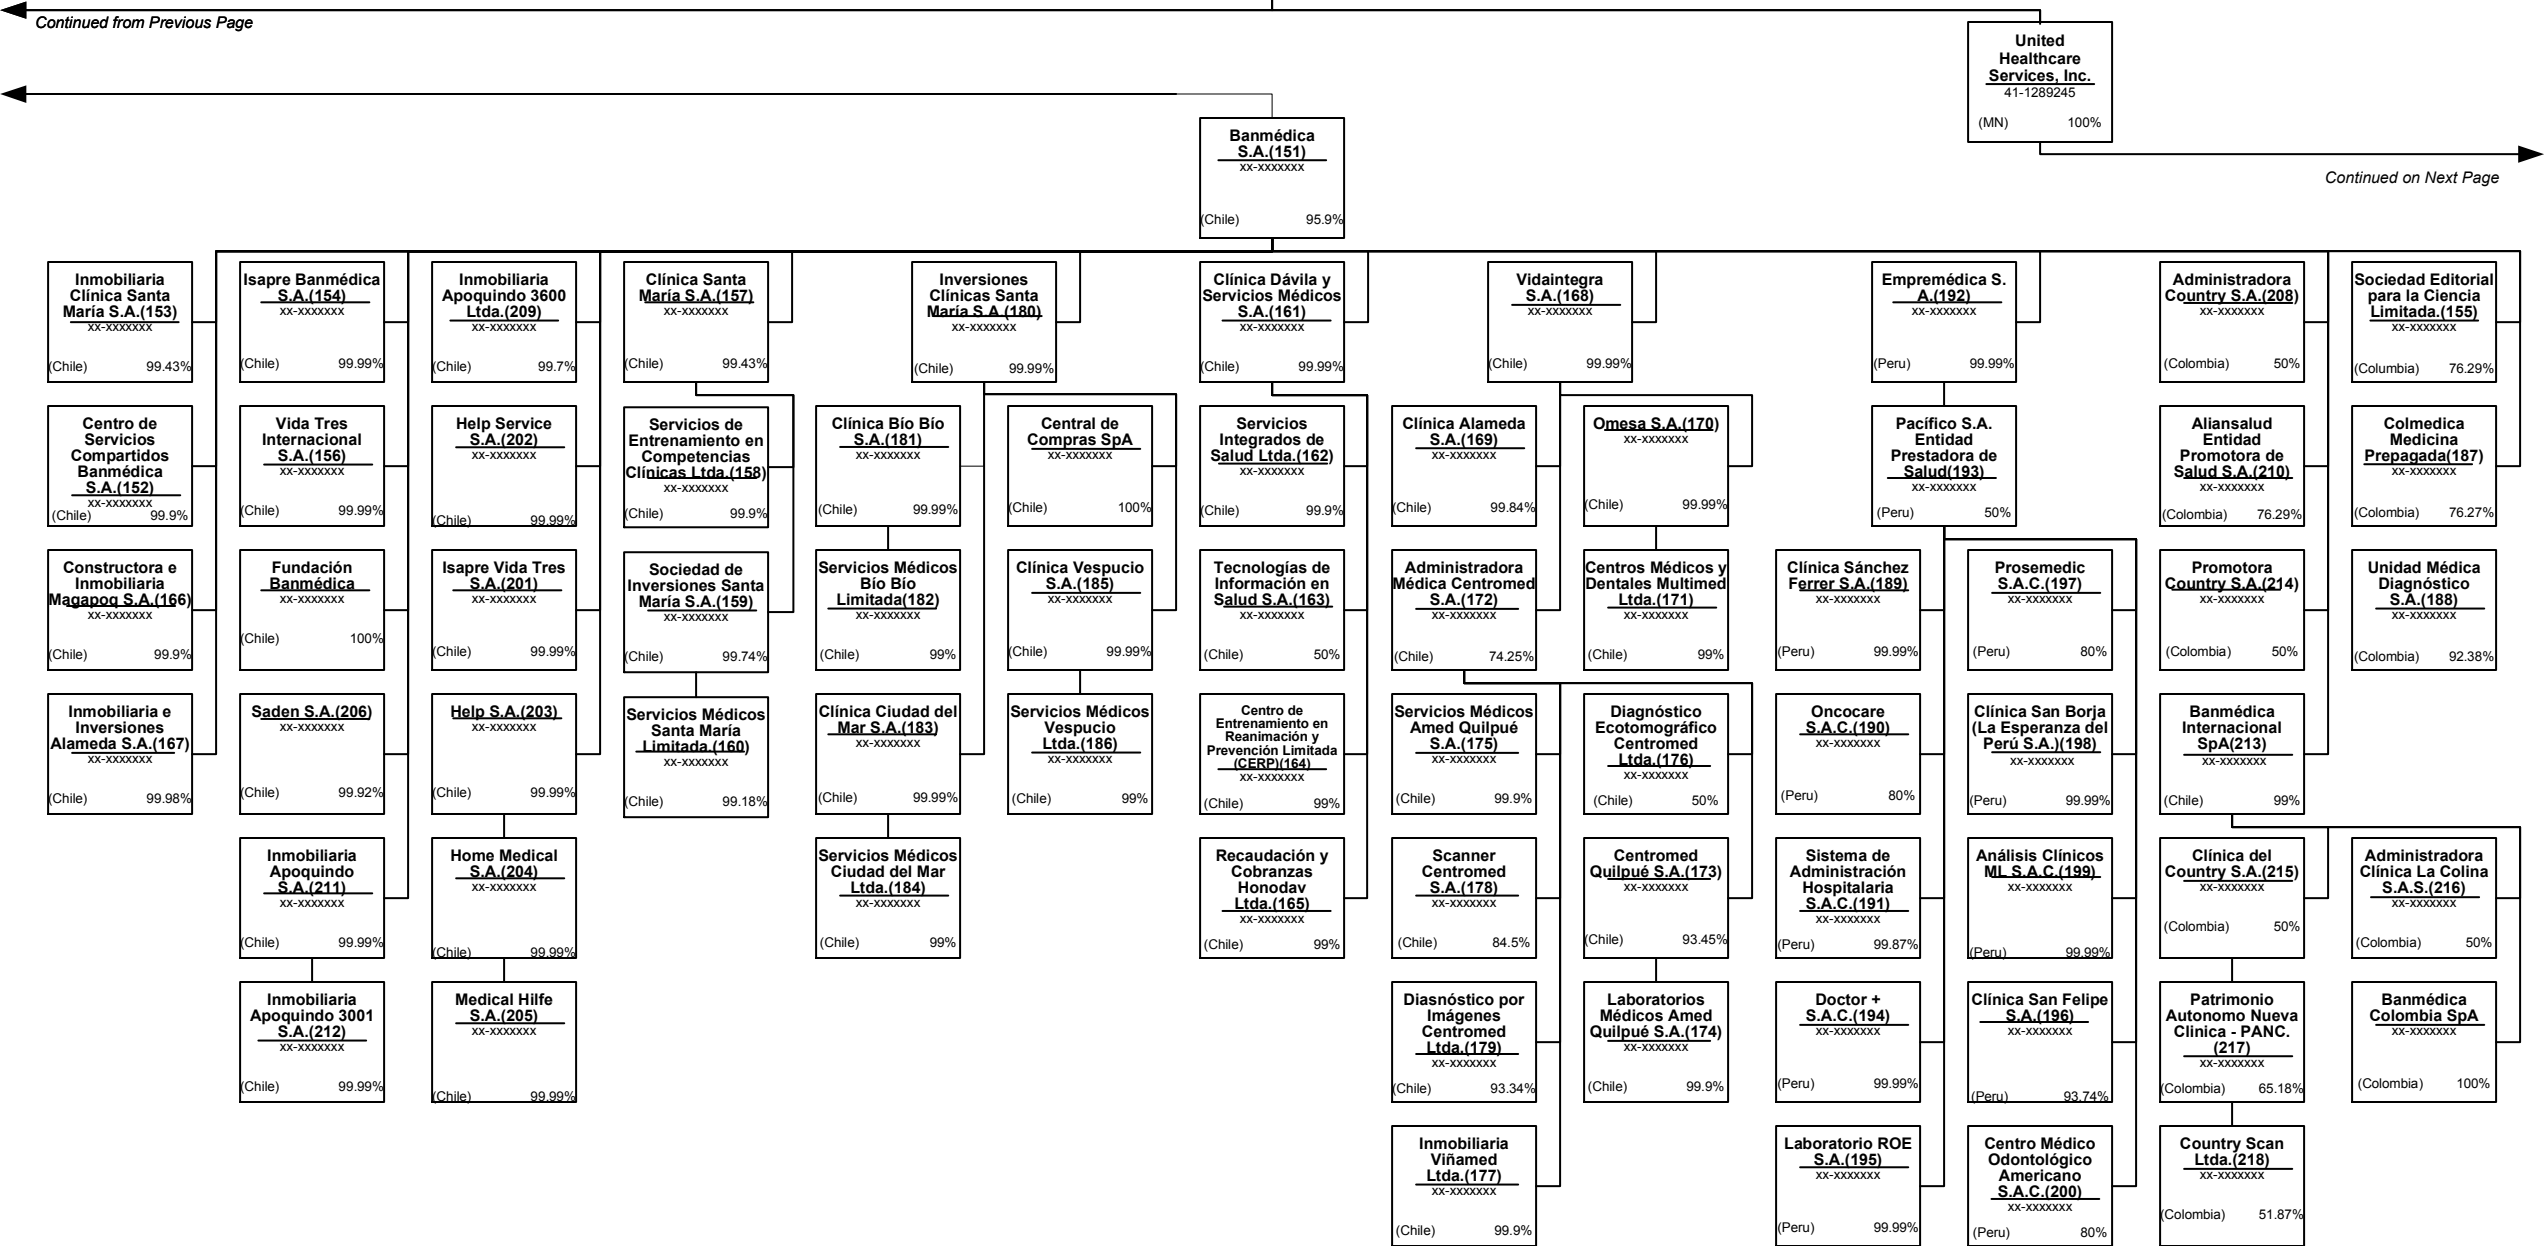 Continued from Previous Page
United
Healthcare
Services, Inc.
41-1289245
(MN) 100%
Continued on Next Page
Banmédica
S.A.(151)
xx-xxxxxxx
(Chile) 95.9%
Inmobiliaria
Clínica Santa
María S.A.(153)
xx-xxxxxxx
(Chile) 99.43%
Isapre Banmédica
S.A.(154)
xx-xxxxxxx
(Chile) 99.99%
Inmobiliaria
Apoquindo 3600
Ltda.(209)
xx-xxxxxxx
(Chile) 99.7%
Clínica Santa
María S.A.(157)
xx-xxxxxxx
(Chile) 99.43%
Inversiones
Clínicas Santa
María S.A.(180)
xx-xxxxxxx
(Chile) 99.99%
Clínica Dávila y
Servicios Médicos
S.A.(161)
xx-xxxxxxx
(Chile) 99.99%
Vidaintegra
S.A.(168)
xx-xxxxxxx
(Chile) 99.99%
Empremédica S.
A.(192)
xx-xxxxxxx
(Peru) 99.99%
Administradora
Country S.A.(208)
xx-xxxxxxx
(Colombia) 50%
Sociedad Editorial
para la Ciencia
Limitada.(155)
xx-xxxxxxx
(Columbia) 76.29%
Centro de
Servicios
Compartidos
Banmédica
S.A.(152)
xx-xxxxxxx
(Chile) 99.9%
Vida Tres
Internacional
S.A.(156)
xx-xxxxxxx
(Chile) 99.99%
Help Service
S.A.(202)
xx-xxxxxxx
(Chile) 99.99%
Servicios de
Entrenamiento en
Competencias
Clínicas Ltda.(158)
xx-xxxxxxx
(Chile) 99.9%
Clínica Bío Bío
S.A.(181)
xx-xxxxxxx
(Chile) 99.99%
Central de
Compras SpA
xx-xxxxxxx
(Chile) 100%
Servicios
Integrados de
Salud Ltda.(162)
xx-xxxxxxx
(Chile) 99.9%
Clínica Alameda
S.A.(169)
xx-xxxxxxx
(Chile) 99.84%
Omesa S.A.(170)
xx-xxxxxxx
(Chile) 99.99%
Pacífico S.A.
Entidad
Prestadora de
Salud(193)
xx-xxxxxxx
(Peru) 50%
Aliansalud
Entidad
Promotora de
Salud S.A.(210)
xx-xxxxxxx
(Colombia) 76.29%
Colmedica
Medicina
Prepagada(187)
xx-xxxxxxx
(Colombia) 76.27%
Constructora e
Inmobiliaria
Magapoq S.A.(166)
xx-xxxxxxx
(Chile) 99.9%
Fundación
Banmédica
xx-xxxxxxx
(Chile) 100%
Isapre Vida Tres
S.A.(201)
xx-xxxxxxx
(Chile) 99.99%
Sociedad de
Inversiones Santa
María S.A.(159)
xx-xxxxxxx
(Chile) 99.74%
Servicios Médicos
Bío Bío
Limitada(182)
xx-xxxxxxx
(Chile) 99%
Clínica Vespucio
S.A.(185)
xx-xxxxxxx
(Chile) 99.99%
Tecnologías de
Información en
Salud S.A.(163)
xx-xxxxxxx
(Chile) 50%
Administradora
Médica Centromed
S.A.(172)
xx-xxxxxxx
(Chile) 74.25%
Centros Médicos y
Dentales Multimed
Ltda.(171)
xx-xxxxxxx
(Chile) 99%
Clínica Sánchez
Ferrer S.A.(189)
xx-xxxxxxx
(Peru) 99.99%
Prosemedic
S.A.C.(197)
xx-xxxxxxx
(Peru) 80%
Promotora
Country S.A.(214)
xx-xxxxxxx
(Colombia) 50%
Unidad Médica
Diagnóstico
S.A.(188)
xx-xxxxxxx
(Colombia) 92.38%
Inmobiliaria e
Inversiones
Alameda S.A.(167)
xx-xxxxxxx
(Chile) 99.98%
Saden S.A.(206)
xx-xxxxxxx
(Chile) 99.92%
Help S.A.(203)
xx-xxxxxxx
(Chile) 99.99%
Servicios Médicos
Santa María
Limitada.(160)
xx-xxxxxxx
(Chile) 99.18%
Clínica Ciudad del
Mar S.A.(183)
xx-xxxxxxx
(Chile) 99.99%
Servicios Médicos
Vespucio
Ltda.(186)
xx-xxxxxxx
(Chile) 99%
Centro de
Entrenamiento en
Reanimación y
Prevención Limitada
(CERP)(164)
xx-xxxxxxx
(Chile) 99%
Servicios Médicos
Amed Quilpué
S.A.(175)
xx-xxxxxxx
(Chile) 99.9%
Diagnóstico
Ecotomográfico
Centromed
Ltda.(176)
xx-xxxxxxx
(Chile) 50%
Oncocare
S.A.C.(190)
xx-xxxxxxx
(Peru) 80%
Clínica San Borja
(La Esperanza del
Perú S.A.)(198)
xx-xxxxxxx
(Peru) 99.99%
Banmédica
Internacional
SpA(213)
xx-xxxxxxx
(Chile) 99%
Inmobiliaria
Apoquindo
S.A.(211)
xx-xxxxxxx
(Chile) 99.99%
Home Medical
S.A.(204)
xx-xxxxxxx
(Chile) 99.99%
Servicios Médicos
Ciudad del Mar
Ltda.(184)
xx-xxxxxxx
(Chile) 99%
Recaudación y
Cobranzas
Honodav
Ltda.(165)
xx-xxxxxxx
(Chile) 99%
Scanner
Centromed
S.A.(178)
xx-xxxxxxx
(Chile) 84.5%
Centromed
Quilpué S.A.(173)
xx-xxxxxxx
(Chile) 93.45%
Sistema de
Administración
Hospitalaria
S.A.C.(191)
xx-xxxxxxx
(Peru) 99.87%
Análisis Clínicos
ML S.A.C.(199)
xx-xxxxxxx
(Peru) 99.99%
Clínica del
Country S.A.(215)
xx-xxxxxxx
(Colombia) 50%
Administradora
Clínica La Colina
S.A.S.(216)
xx-xxxxxxx
(Colombia) 50%
Inmobiliaria
Apoquindo 3001
S.A.(212)
xx-xxxxxxx
(Chile) 99.99%
Medical Hilfe
S.A.(205)
xx-xxxxxxx
(Chile) 99.99%
Diasnóstico por
Imágenes
Centromed
Ltda.(179)
xx-xxxxxxx
(Chile) 93.34%
Laboratorios
Médicos Amed
Quilpué S.A.(174)
xx-xxxxxxx
(Chile) 99.9%
Doctor +
S.A.C.(194)
xx-xxxxxxx
(Peru) 99.99%
Clínica San Felipe
S.A.(196)
xx-xxxxxxx
(Peru) 93.74%
Patrimonio
Autonomo Nueva
Clinica - PANC.
(217)
xx-xxxxxxx
(Colombia) 65.18%
Banmédica
Colombia SpA
xx-xxxxxxx
(Colombia) 100%
Inmobiliaria
Viñamed
Ltda.(177)
xx-xxxxxxx
(Chile) 99.9%
Laboratorio ROE
S.A.(195)
xx-xxxxxxx
(Peru) 99.99%
Centro Médico
Odontológico
Americano
S.A.C.(200)
xx-xxxxxxx
(Peru) 80%
Country Scan
Ltda.(218)
xx-xxxxxxx
(Colombia) 51.87%